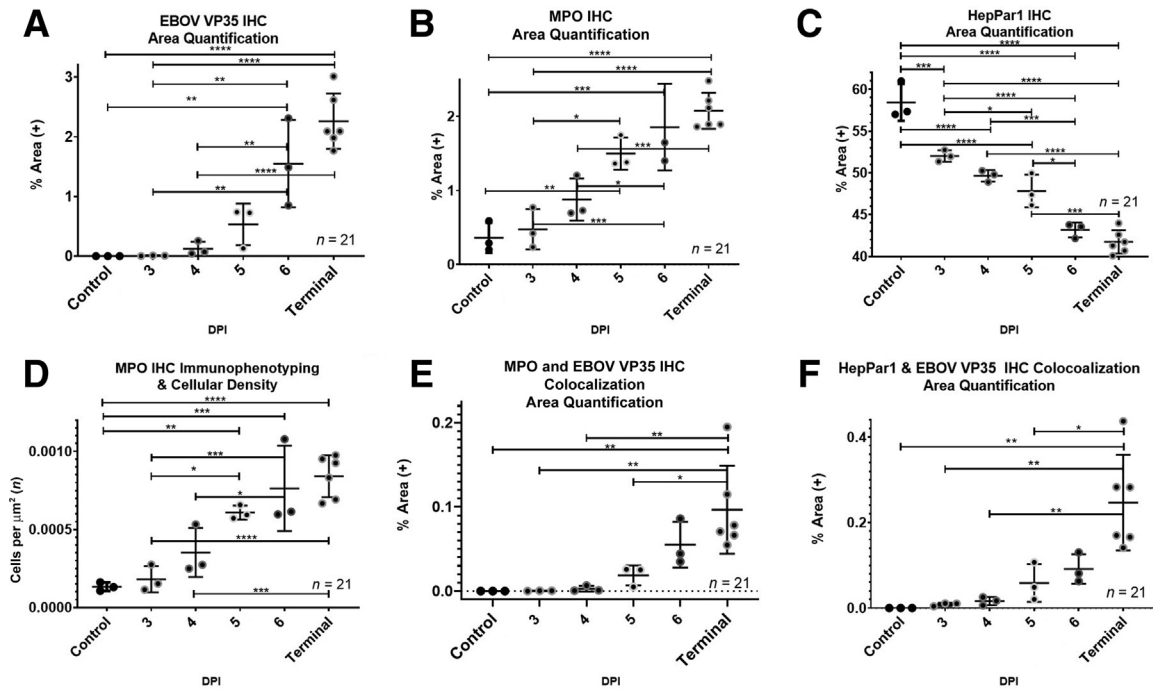 A
EBOV VP35 IHC
Area Quantification
****
****
**
**
**
****
**
% Area (+)
3
2
1
0
n = 21
Control
3
4
5
6
Terminal
DPI
B
MPO IHC
Area Quantification
****
****
***
*
***
**
*
***
% Area (+)
2
1
0
n = 21
Control
3
4
5
6
Terminal
DPI
C
HepPar1 IHC
Area Quantification
****
****
***
****
****
*
***
****
****
****
*
***
% Area (+)
60
55
50
45
40
n = 21
Control
3
4
5
6
Terminal
DPI
D
MPO IHC Immunophenotyping
& Cellular Density
****
***
**
***
*
*
****
***
Cells per µm² (n)
0.0010
0.0005
0.0000
n = 21
Control
3
4
5
6
Terminal
DPI
E
MPO and EBOV VP35 IHC
Colocalization
Area Quantification
**
**
**
*
% Area (+)
0.2
0.1
0.0
n = 21
Control
3
4
5
6
Terminal
DPI
F
HepPar1 & EBOV VP35 IHC Colocoalization
Area Quantification
*
**
**
**
% Area (+)
0.4
0.2
0.0
n = 21
Control
3
4
5
6
Terminal
DPI